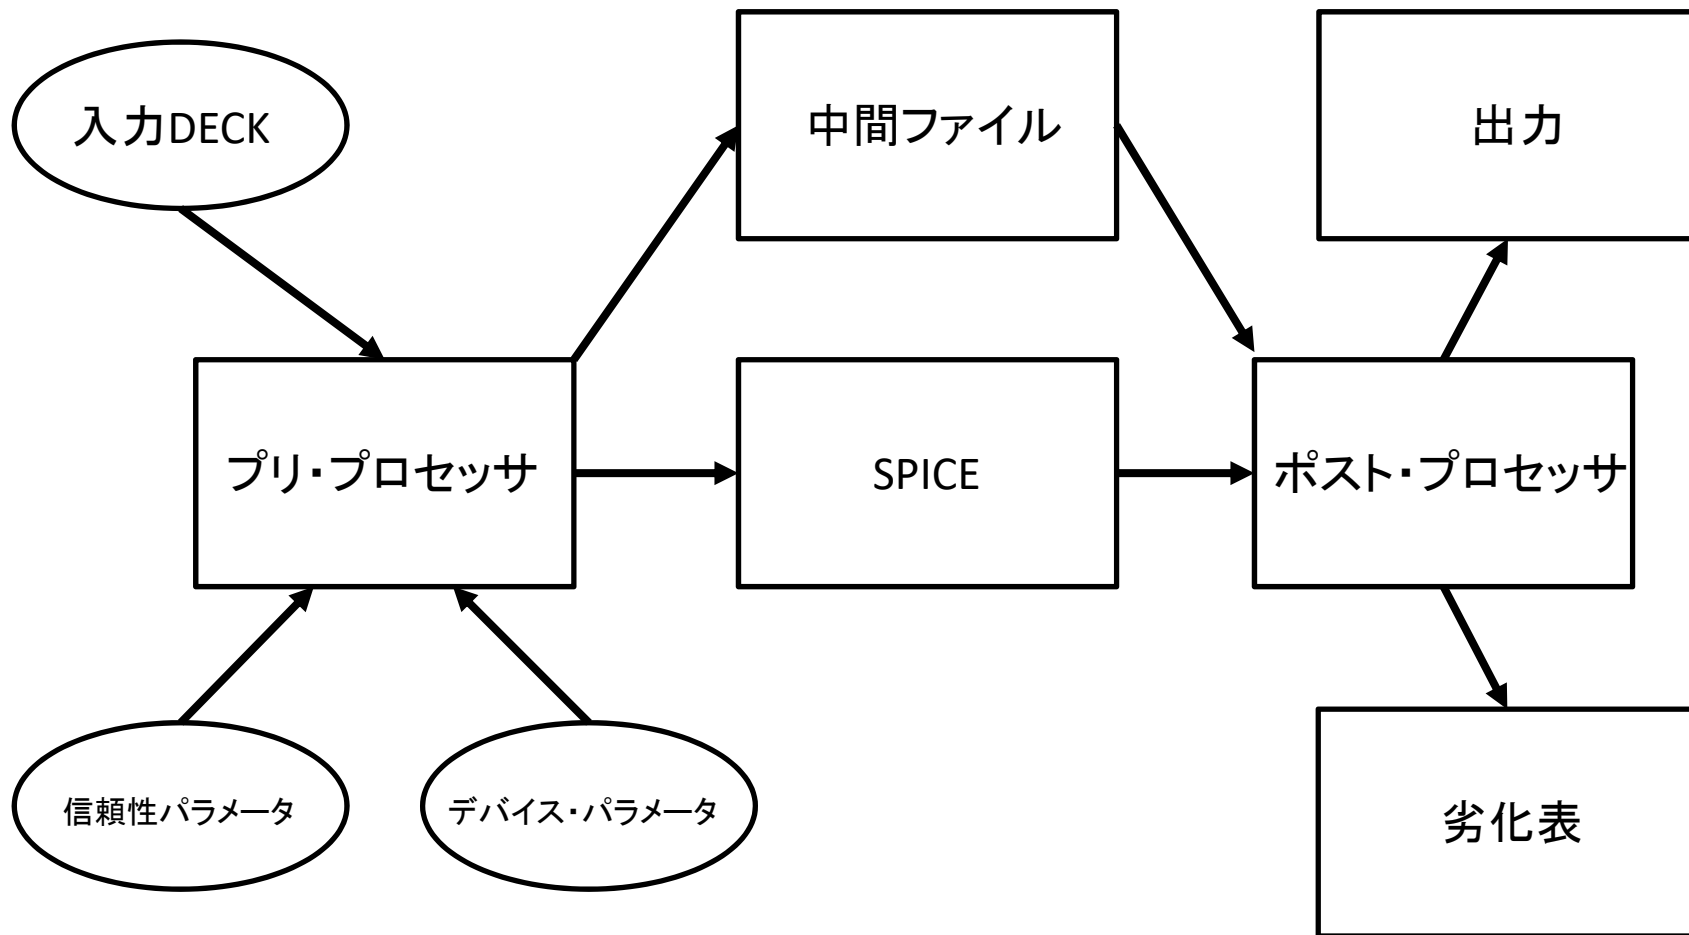 入力DECK
中間ファイル
出力
プリ・プロセッサ
SPICE
ポスト・プロセッサ
信頼性パラメータ
デバイス・パラメータ
劣化表